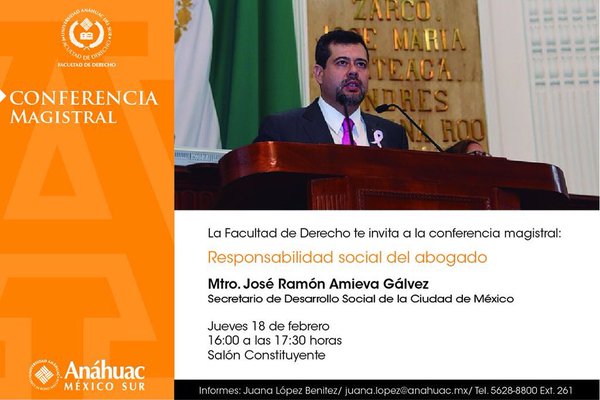 FACULTAD DE DERECHO
CONFERENCIA
MAGISTRAL
ZARCO.
JOSE MARIA
ARTEAGA.
ANDRES
ROO
La Facultad de Derecho te invita a la conferencia magistral:
Responsabilidad social del abogado
Mtro. José Ramón Amieva Gálvez
Secretario de Desarrollo Social de la Ciudad de México
Jueves 18 de febrero
16:00 a las 17:30 horas
Salón Constituyente
Anáhuac
MÉXICO SUR
Informes: Juana López Benitez/ juana.lopez@anahuac.mx/ Tel. 5628-8800 Ext. 261